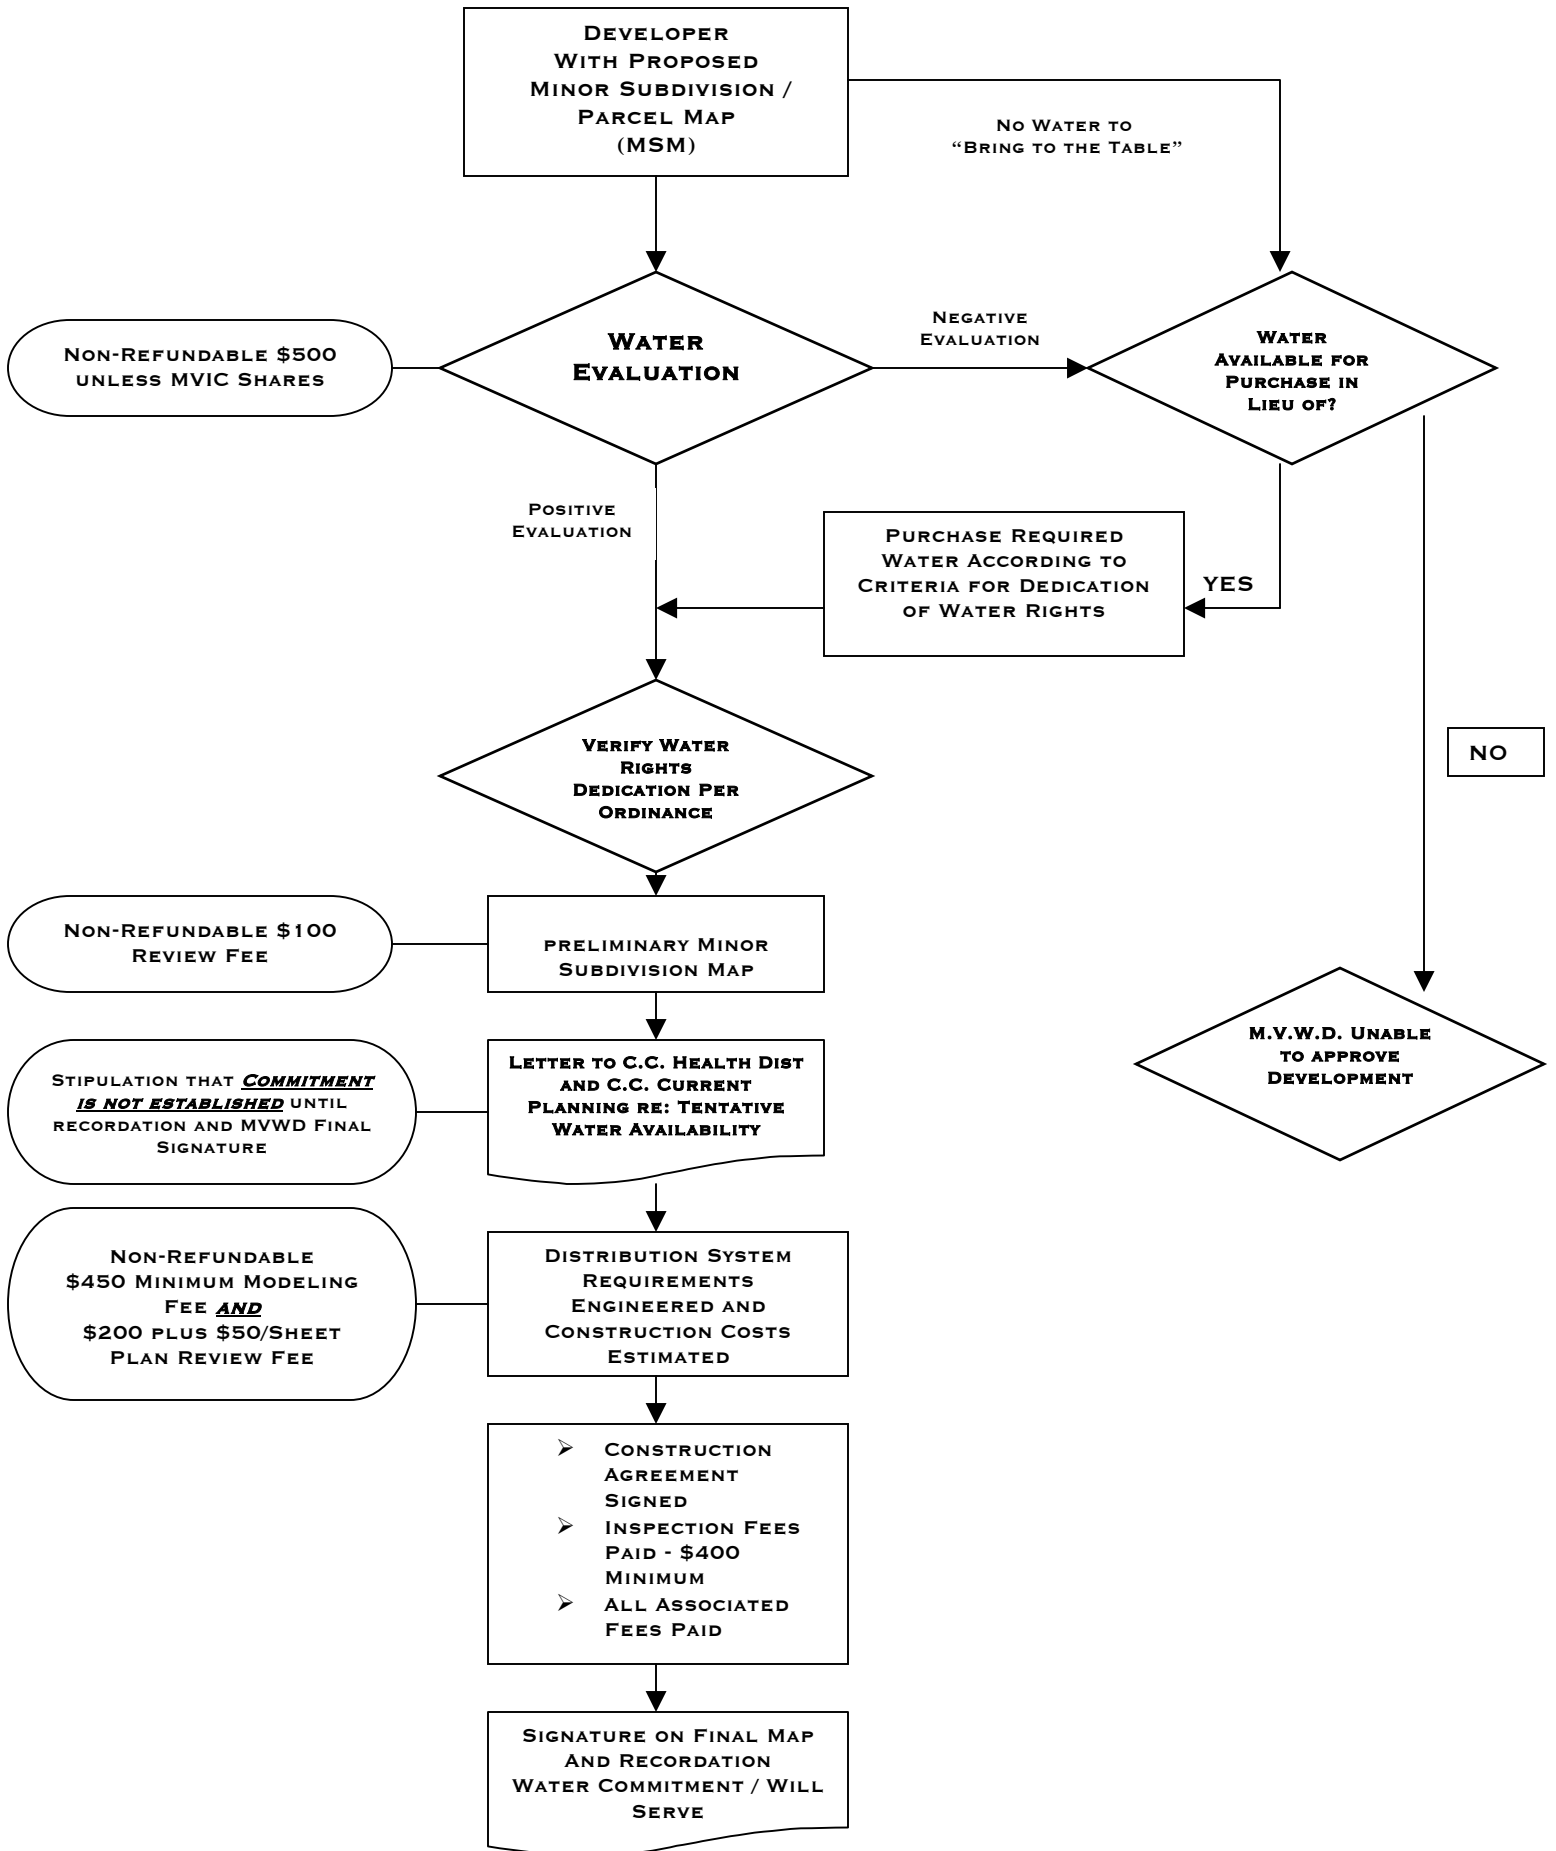 Developer
With Proposed
Minor Subdivision /
Parcel Map
(MSM)
No Water to
“Bring to the Table”
Non-Refundable $500
unless MVIC Shares
Water
Evaluation
Negative
Evaluation
Water
Available for
Purchase in
Lieu of?
Positive
Evaluation
Purchase Required
Water According to
Criteria for Dedication
of Water Rights
YES
Verify Water
Rights
Dedication Per
Ordinance
NO
Non-Refundable $100
Review Fee
preliminary Minor
Subdivision Map
M.V.W.D. Unable
to approve
Development
Stipulation that Commitment
is not established until
recordation and MVWD Final
Signature
Letter to C.C. Health Dist
and C.C. Current
Planning re: Tentative
Water Availability
Non-Refundable
$450 Minimum Modeling
Fee and
$200 plus $50/Sheet
Plan Review Fee
Distribution System
Requirements
Engineered and
Construction Costs
Estimated
➢ Construction
Agreement
Signed
➢ Inspection Fees
Paid - $400
Minimum
➢ All Associated
Fees Paid
Signature on Final Map
And Recordation
Water Commitment / Will
Serve